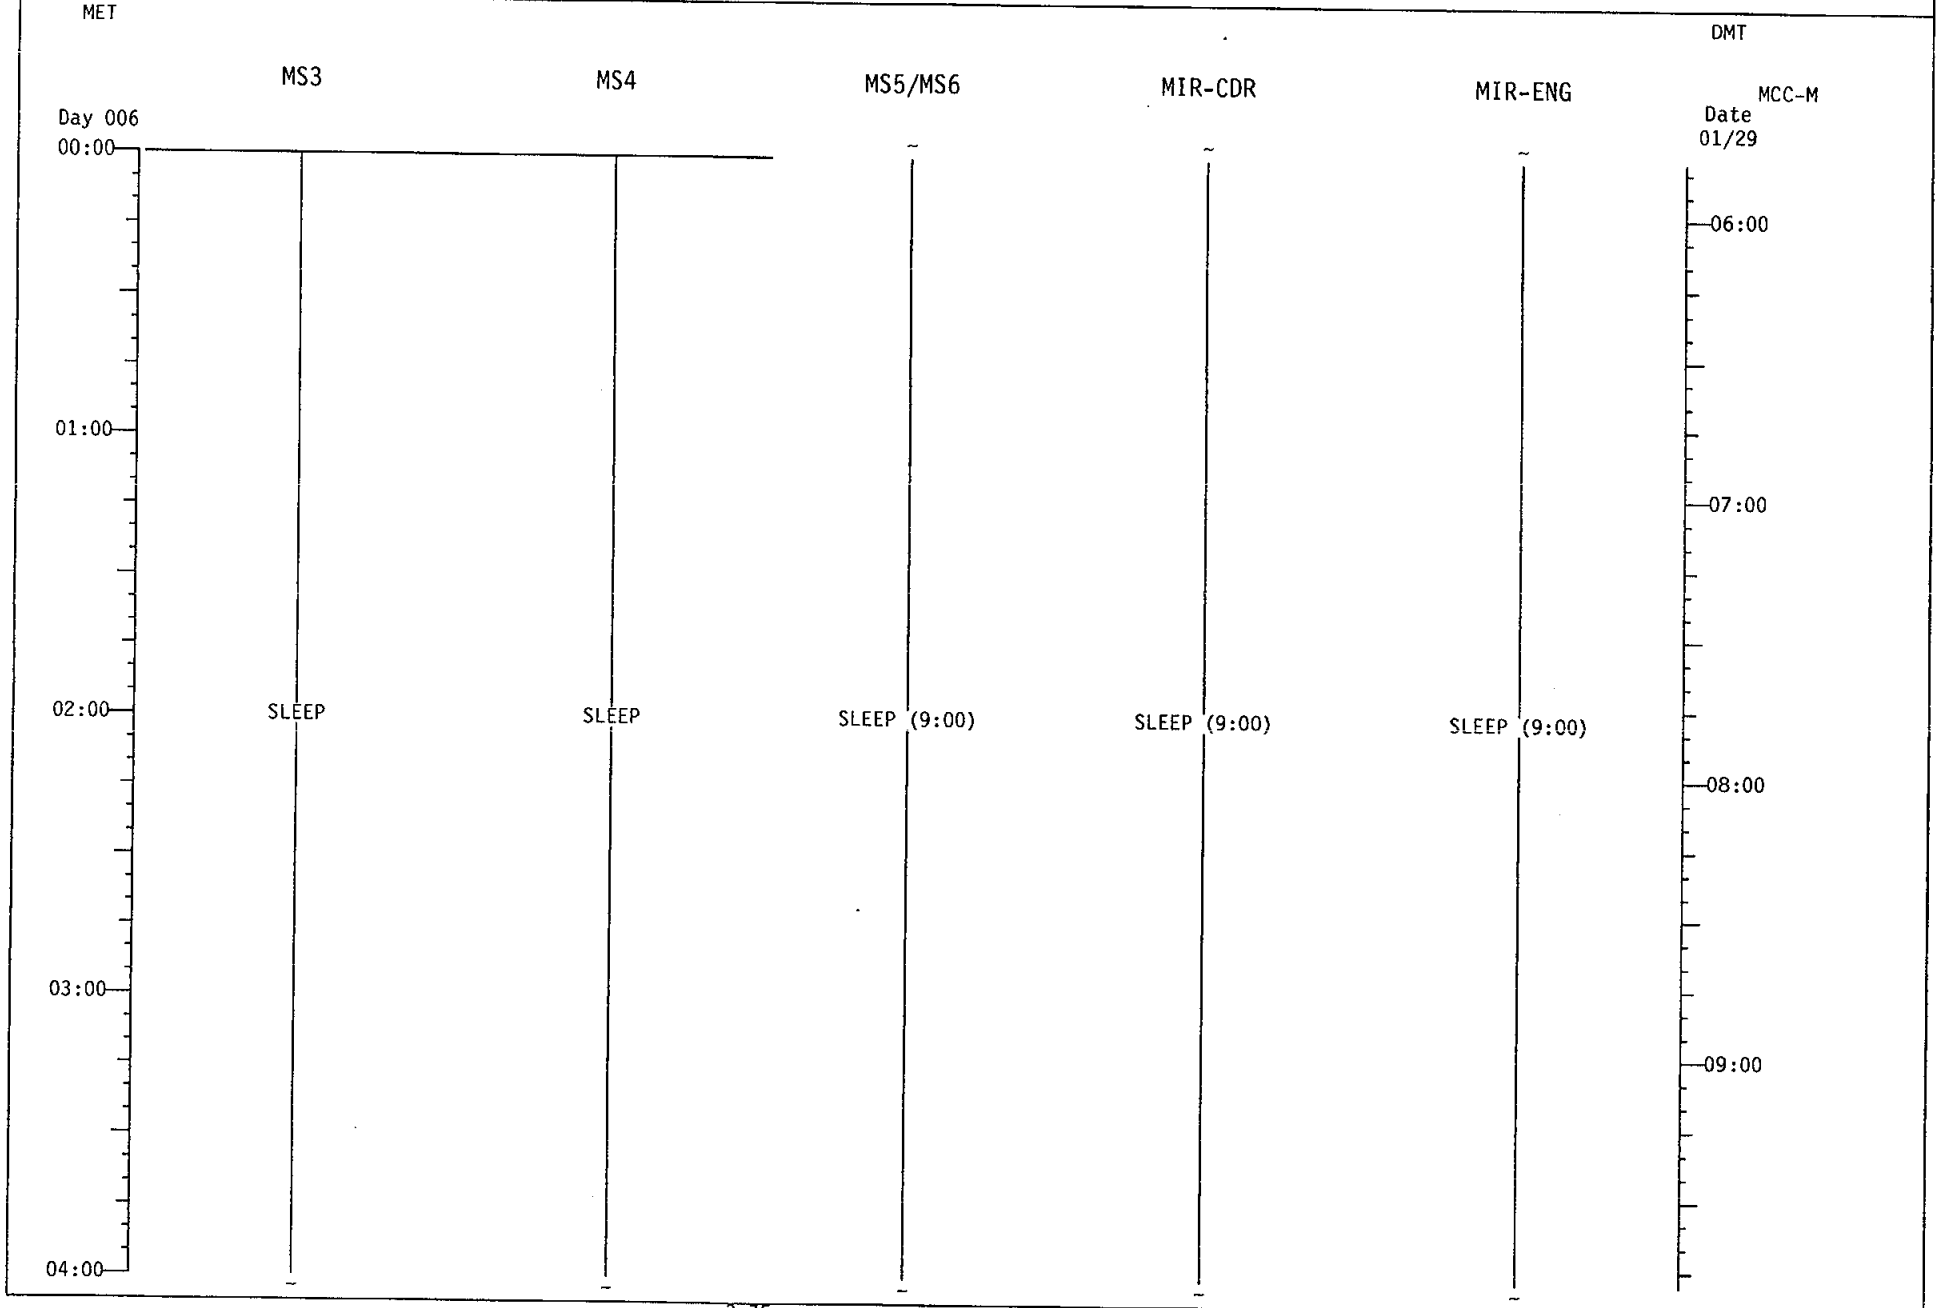 MET
DMT
MS3 MS4 MS5/MS6 MIR-CDR MIR-ENG MCC-M
Day 006
Date
00:00 ~ ~ ~ 01/29
06:00
01:00
07:00
02:00 SLEEP SLEEP SLEEP (9:00) SLEEP (9:00) SLEEP (9:00)
08:00
03:00
09:00
04:00
~ ~ ~ ~ ~